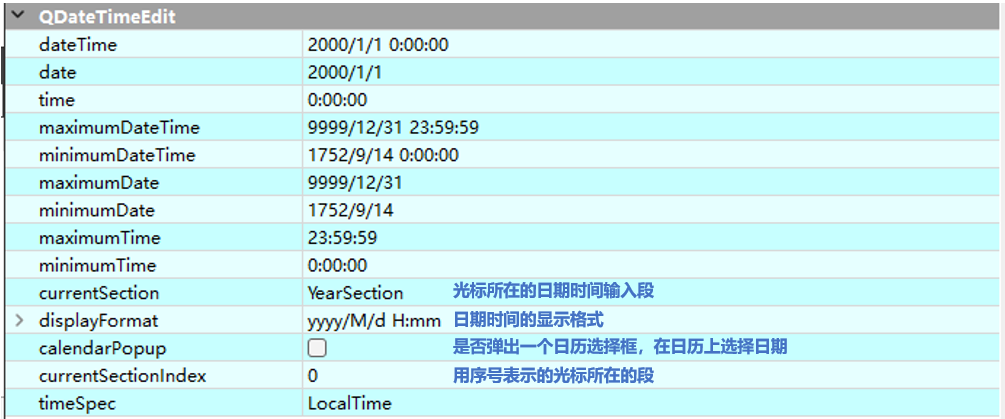 QDateTimeEdit
dateTime 2000/1/1 0:00:00
date 2000/1/1
time 0:00:00
maximumDateTime 9999/12/31 23:59:59
minimumDateTime 1752/9/14 0:00:00
maximumDate 9999/12/31
minimumDate 1752/9/14
maximumTime 23:59:59
minimumTime 0:00:00
currentSection YearSection 光标所在的日期时间输入段
displayFormat yyyy/M/d H:mm 日期时间的显示格式
calendarPopup 是否弹出一个日历选择框，在日历上选择日期
currentSectionIndex 0 用序号表示的光标所在的段
timeSpec LocalTime